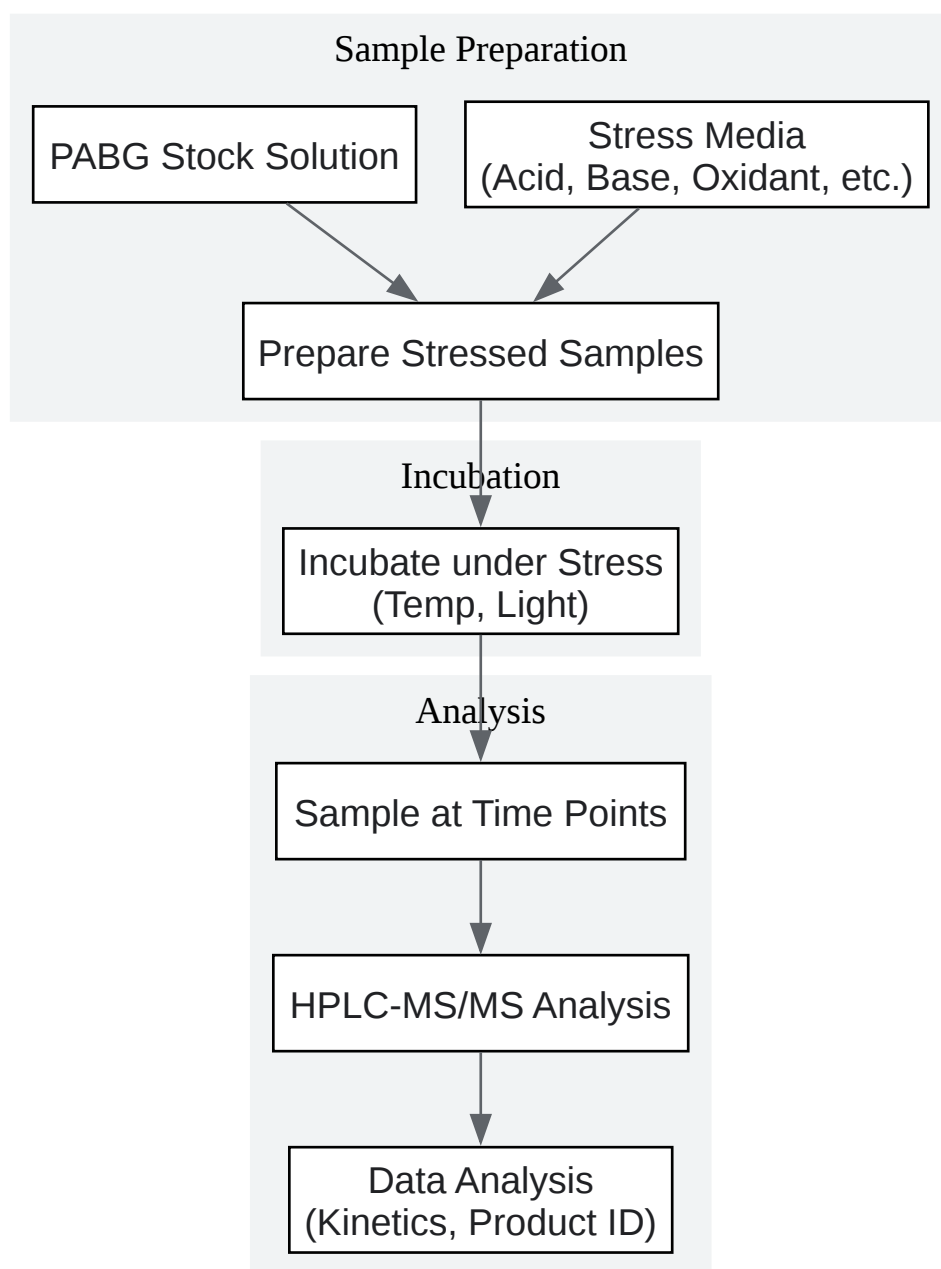 Sample Preparation
PABG Stock Solution
Stress Media
(Acid, Base, Oxidant, etc.)
Prepare Stressed Samples
Incubation
Incubate under Stress
(Temp, Light)
Analysis
Sample at Time Points
HPLC-MS/MS Analysis
Data Analysis
(Kinetics, Product ID)